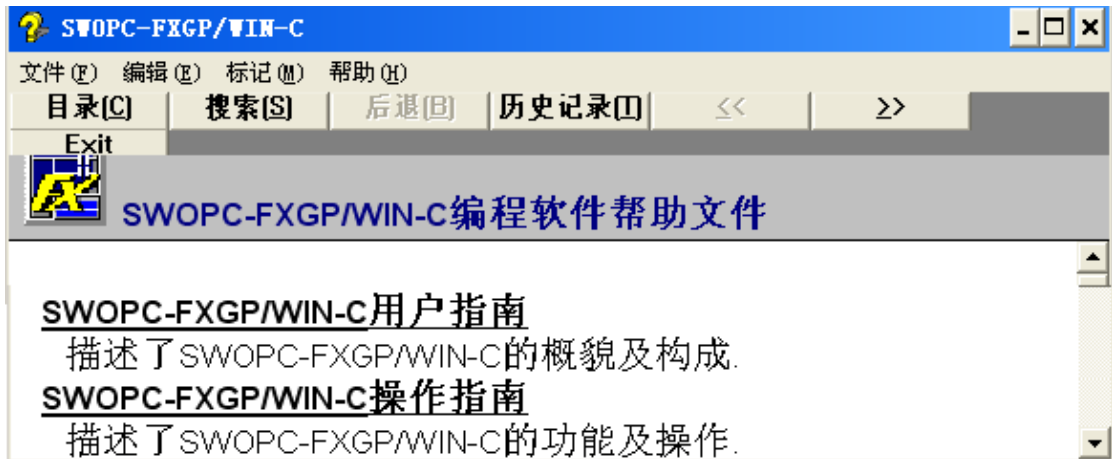 SWOPC-FXGP/WIN-C
文件(F) 编辑(E) 标记(M) 帮助(H)
目录[C] 搜索[S] 后退[B] 历史记录[T] << >>
Exit
SWOPC-FXGP/WIN-C编程软件帮助文件
SWOPC-FXGP/WIN-C用户指南
描述了SWOPC-FXGP/WIN-C的概貌及构成.
SWOPC-FXGP/WIN-C操作指南
描述了SWOPC-FXGP/WIN-C的功能及操作.